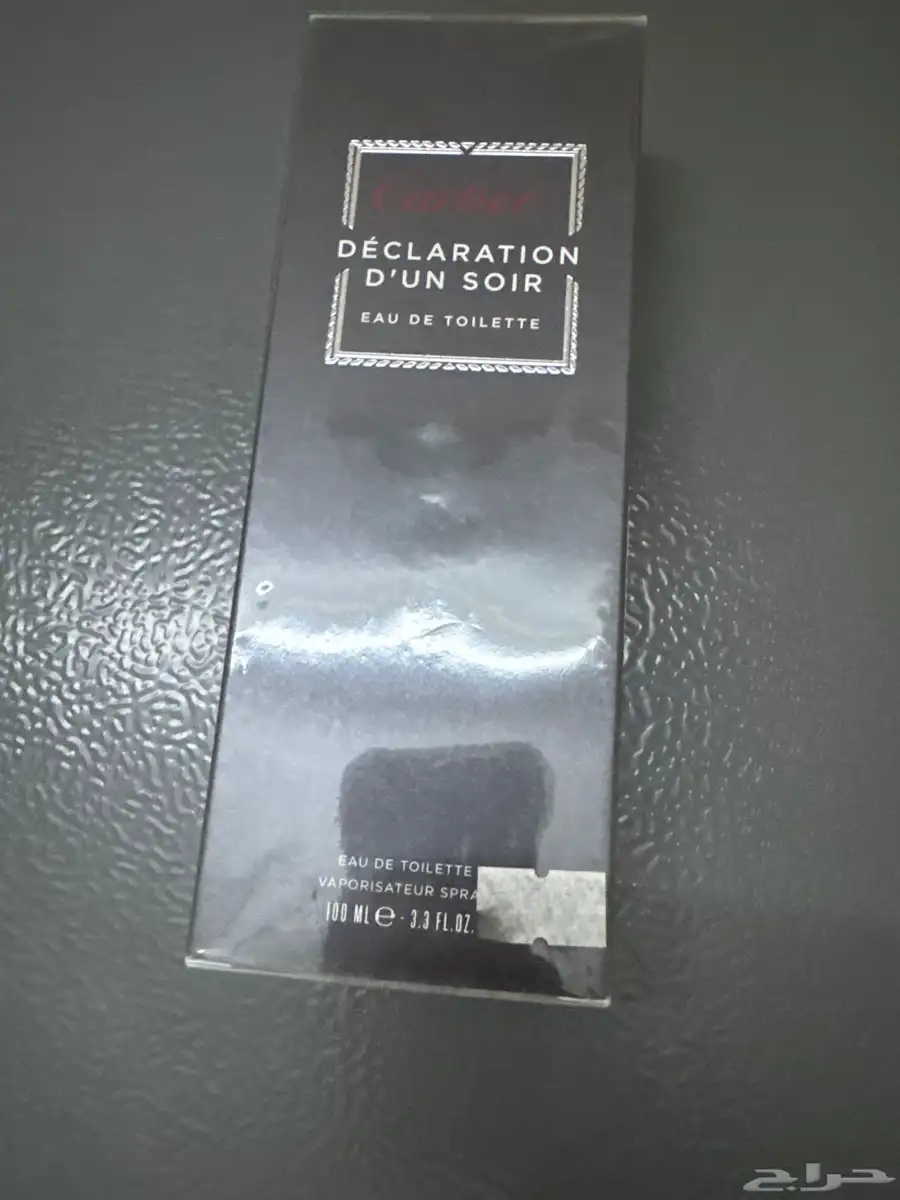 Cartier
DÉCLARATION
D'UN SOIR
EAU DE TOILETTE
EAU DE TOILETTE
VAPORISATEUR SPRA
100 ML e - 3.3 FL.OZ.
حراج